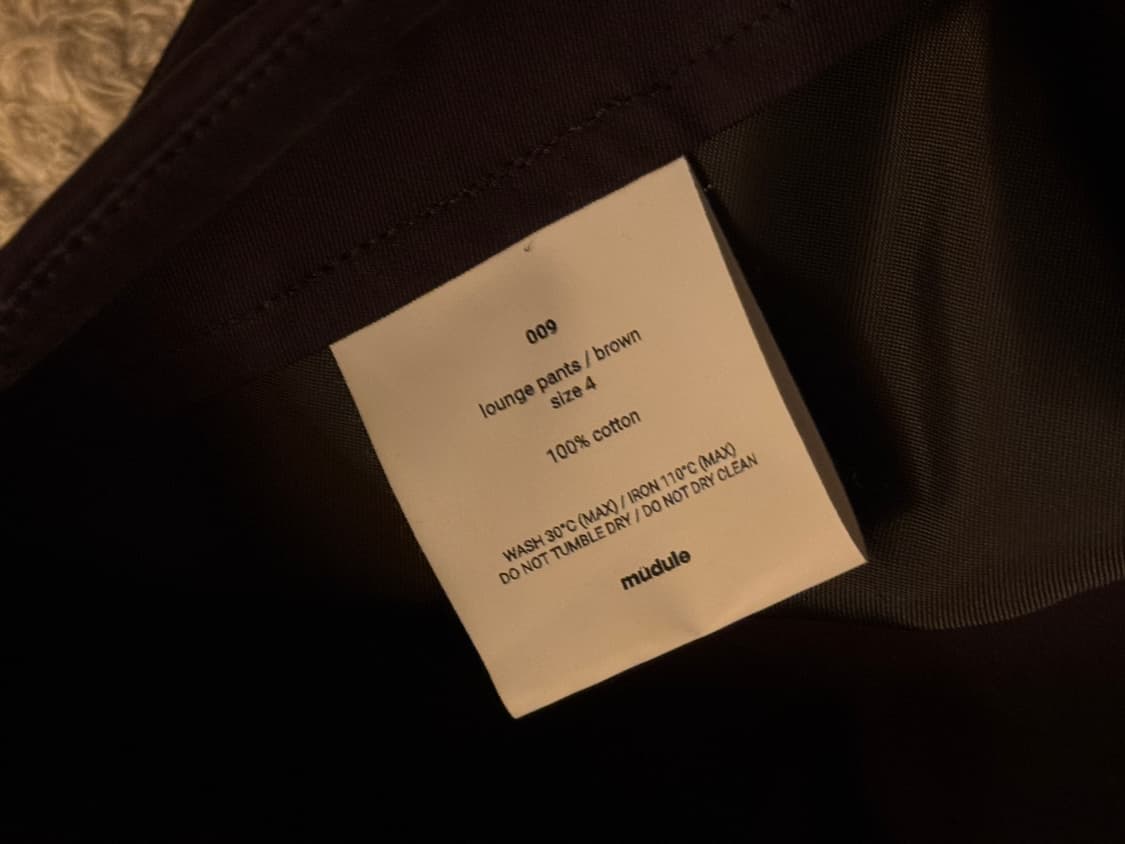 009
lounge pants / brown
size 4
100% cotton
WASH 30°C (MAX) / IRON 110°C (MAX)
DO NOT TUMBLE DRY / DO NOT DRY CLEAN
müdule